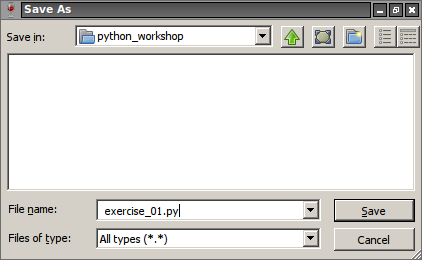 Save As
Save in:
python_workshop
File name:
exercise_01.py
Save
Files of type:
All types (*.*)
Cancel